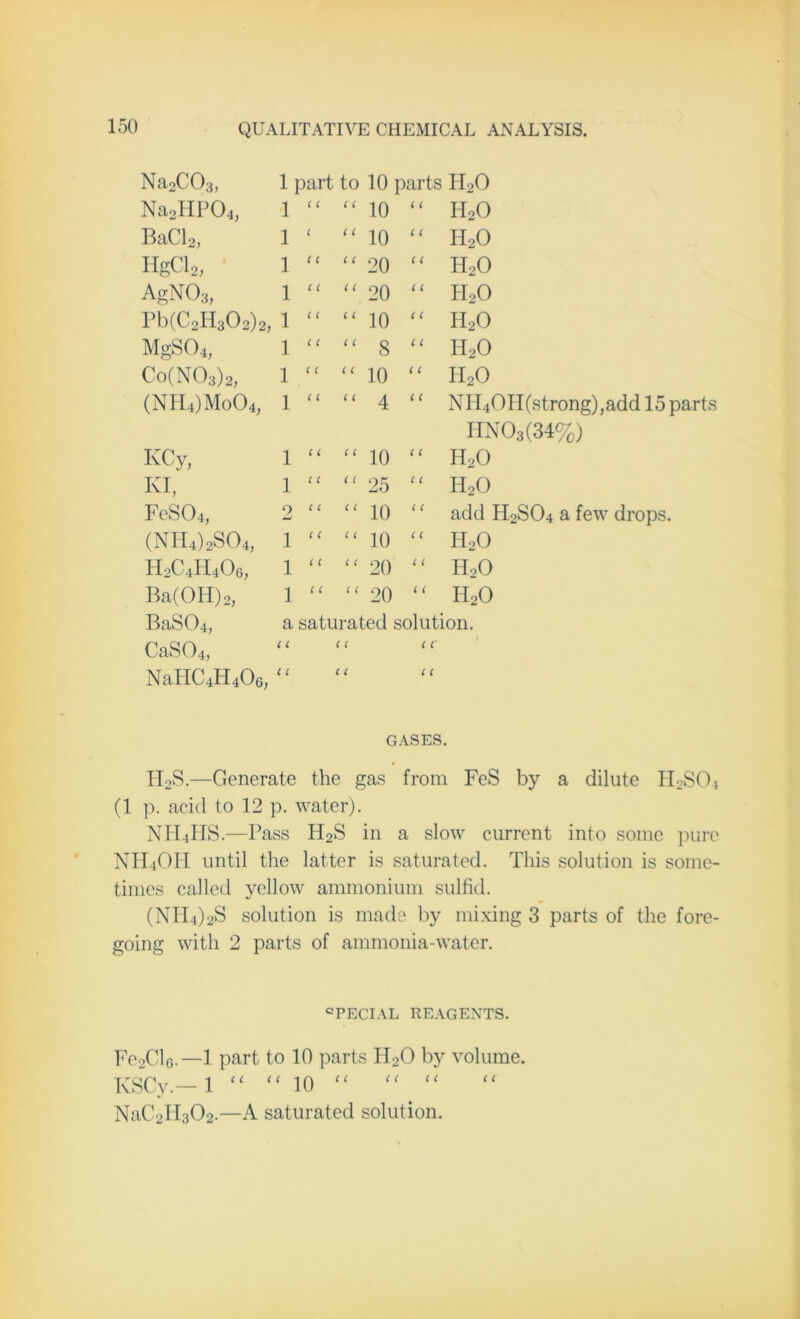 150 QUALITATIVE CHEMICAL ANALYSIS.
Na₂CO₃, 1 part to 10 parts H₂O
Na₂HPO₄, 1 “ “ 10 “ H₂O
BaCl₂, 1 ‘ “ 10 “ H₂O
HgCl₂, 1 “ “ 20 “ H₂O
AgNO₃, 1 “ “ 20 “ H₂O
Pb(C₂H₃O₂)₂, 1 “ “ 10 “ H₂O
MgSO₄, 1 “ “ 8 “ H₂O
Co(NO₃)₂, 1 “ “ 10 “ H₂O
(NH₄)MoO₄, 1 “ “ 4 “ NH₄OH(strong),add 15 parts
HNO₃(34%)
KCy, 1 “ “ 10 “ H₂O
KI, 1 “ “ 25 “ H₂O
FeSO₄, 2 “ “ 10 “ add H₂SO₄ a few drops.
(NH₄)₂SO₄, 1 “ “ 10 “ H₂O
H₂C₄H₄O₆, 1 “ “ 20 “ H₂O
Ba(OH)₂, 1 “ “ 20 “ H₂O
BaSO₄, a saturated solution.
CaSO₄, “ “ “
NaHC₄H₄O₆, “ “ “
GASES.
H₂S.—Generate the gas from FeS by a dilute H₂SO₄
(1 p. acid to 12 p. water).
NH₄HS.—Pass H₂S in a slow current into some pure
NH₄OH until the latter is saturated. This solution is some-
times called yellow ammonium sulfid.
(NH₄)₂S solution is made by mixing 3 parts of the fore-
going with 2 parts of ammonia-water.
SPECIAL REAGENTS.
Fe₂Cl₆.—1 part to 10 parts H₂O by volume.
KSCy.—1 “ “ 10 “ “ “ “
NaC₂H₃O₂.—A saturated solution.